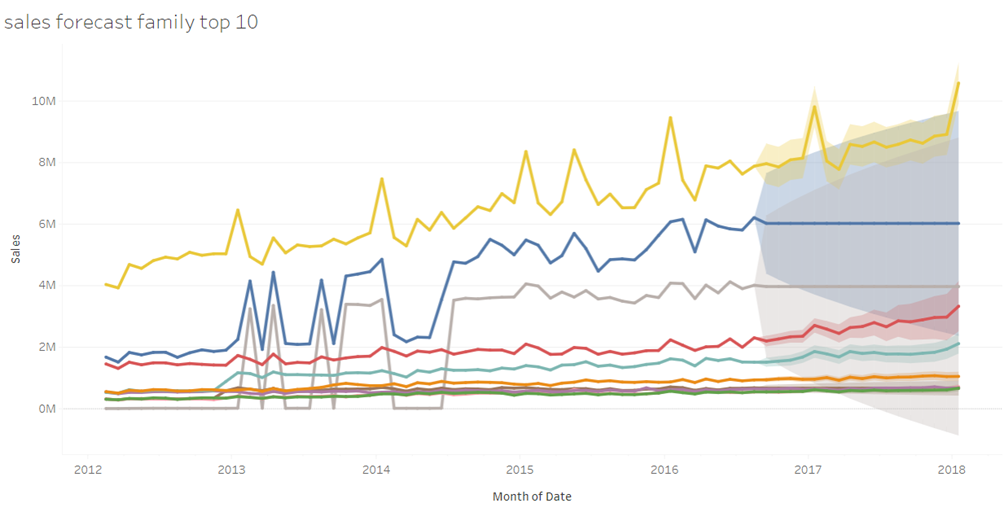 sales forecast family top 10
10M
8M
6M
4M
2M
0M
Sales
2012 2013 2014 2015 2016 2017 2018
Month of Date